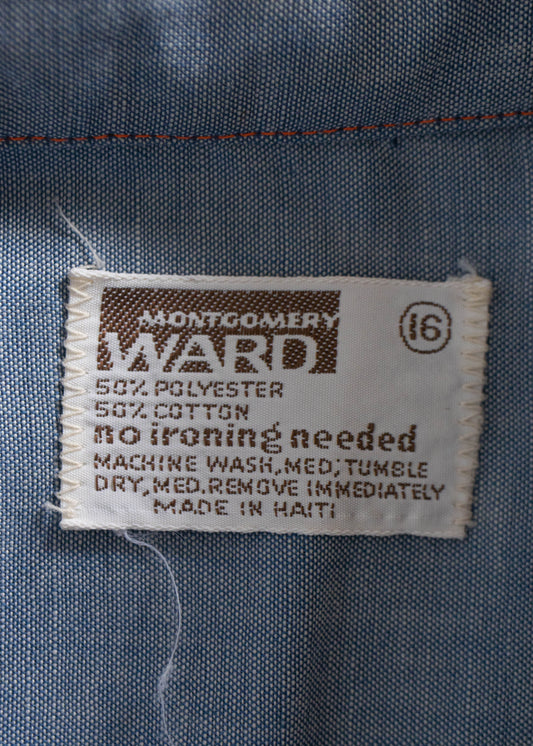 MONTGOMERY
WARD
16
50% POLYESTER
50% COTTON
no ironing needed
MACHINE WASH, MED; TUMBLE
DRY, MED. REMOVE IMMEDIATELY
MADE IN HAITI